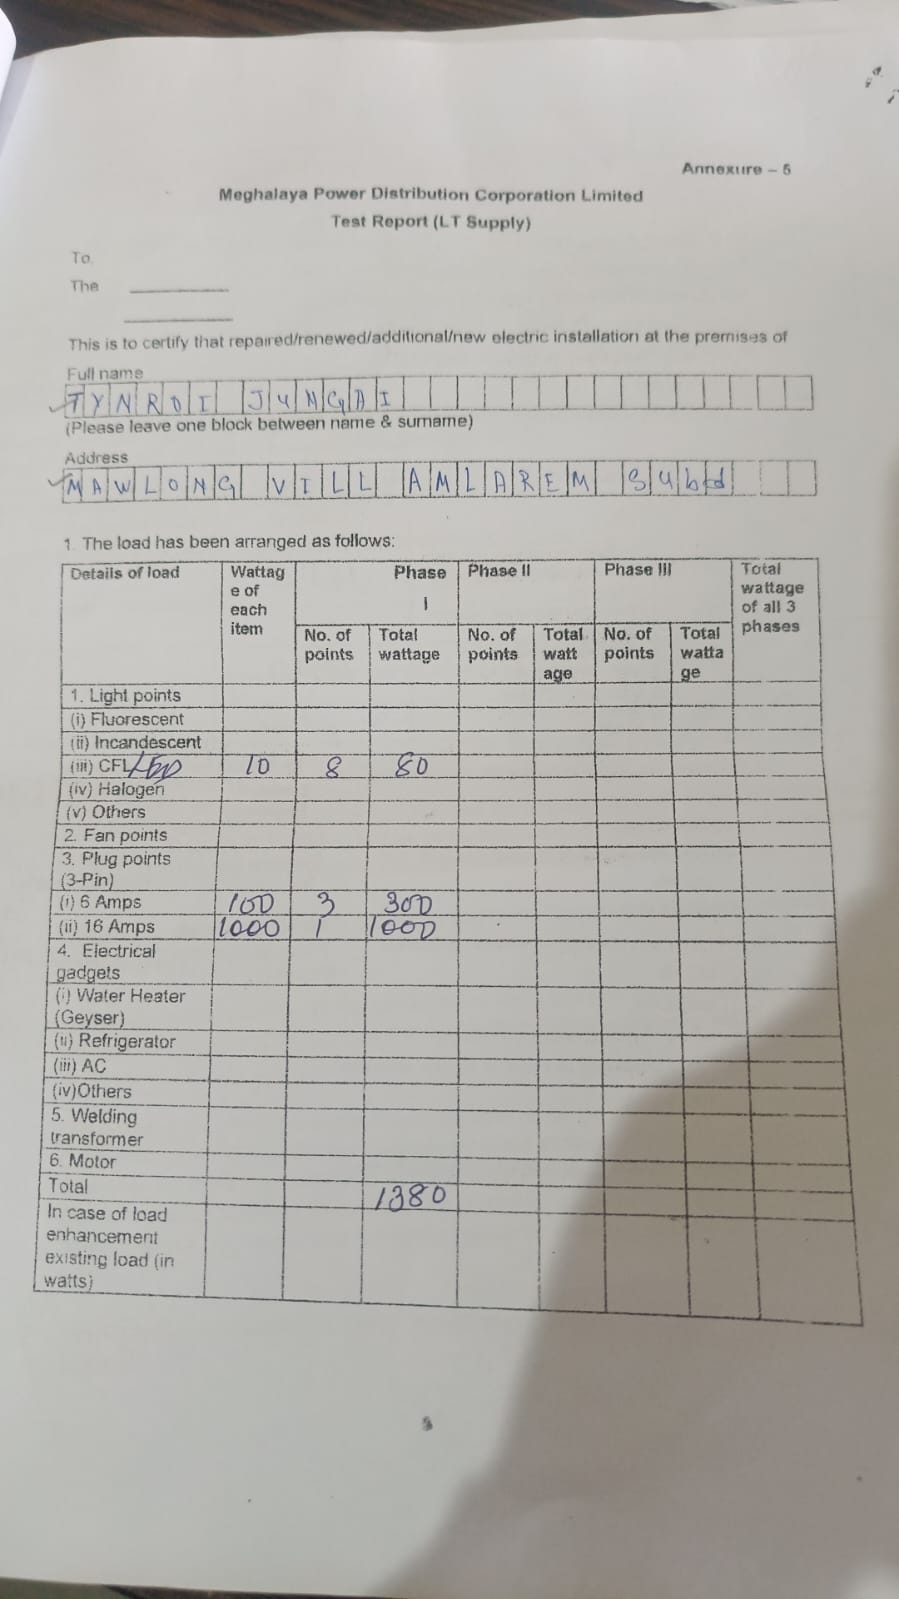 Annexure – 5
Meghalaya Power Distribution Corporation Limited
Test Report (LT Supply)
To,
The
This is to certify that repaired/renewed/additional/new electric installation at the premises of
Full name
TYNROI JUNGAI
(Please leave one block between name & surname)
Address
MAWLONG VILL AMLAREM Subd
1. The load has been arranged as follows:
Details of load Wattage of each item Phase I Phase II Phase III Total wattage of all 3 phases
No. of points Total wattage No. of points Total wattage No. of points Total wattage
1. Light points
(i) Fluorescent
(ii) Incandescent
(iii) CFL/LED 10 8 80
(iv) Halogen
(v) Others
2. Fan points
3. Plug points
(3-Pin)
(i) 6 Amps 100 3 300
(ii) 16 Amps 1000 1 1000
4. Electrical
gadgets
(i) Water Heater
(Geyser)
(ii) Refrigerator
(iii) AC
(iv)Others
5. Welding
transformer
6. Motor
Total 1380
In case of load
enhancement
existing load (in
watts)